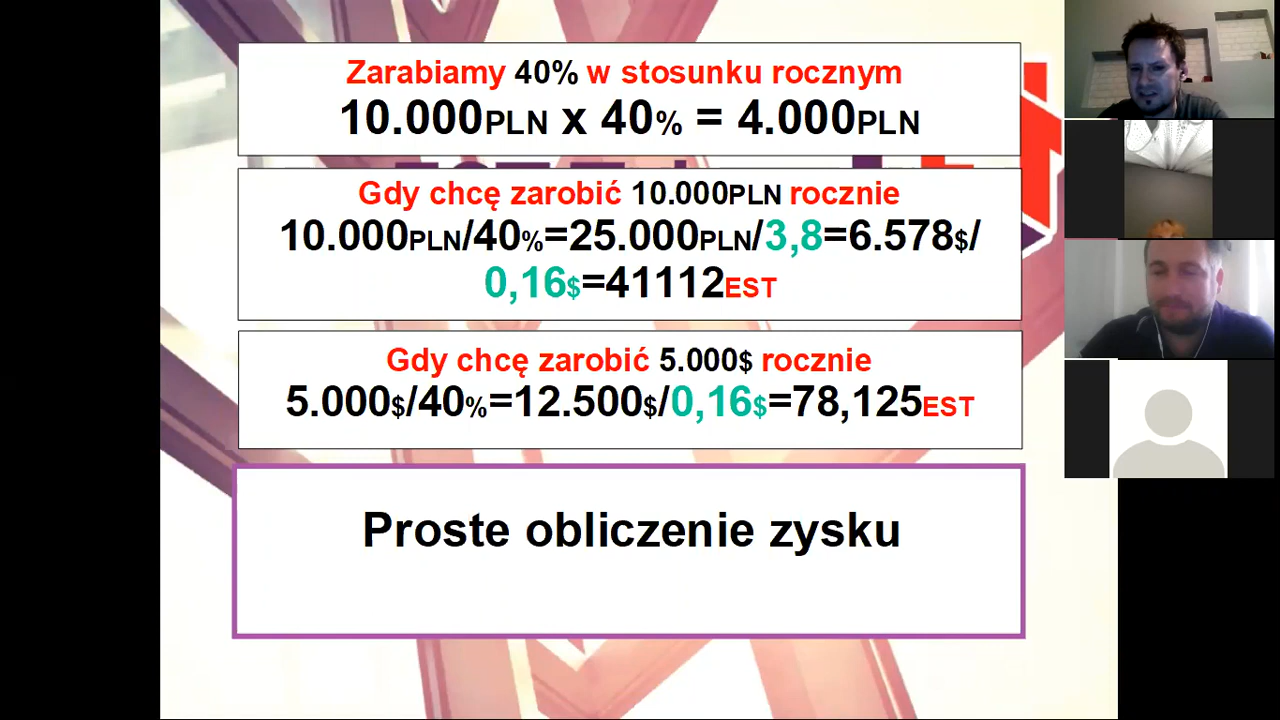 Zarabiamy 40% w stosunku rocznym
10.000PLN x 40% = 4.000PLN
Gdy chcę zarobić 10.000PLN rocznie
10.000PLN/40%=25.000PLN/3,8=6.578$/
0,16$=41112EST
Gdy chcę zarobić 5.000$ rocznie
5.000$/40%=12.500$/0,16$=78,125EST
Proste obliczenie zysku